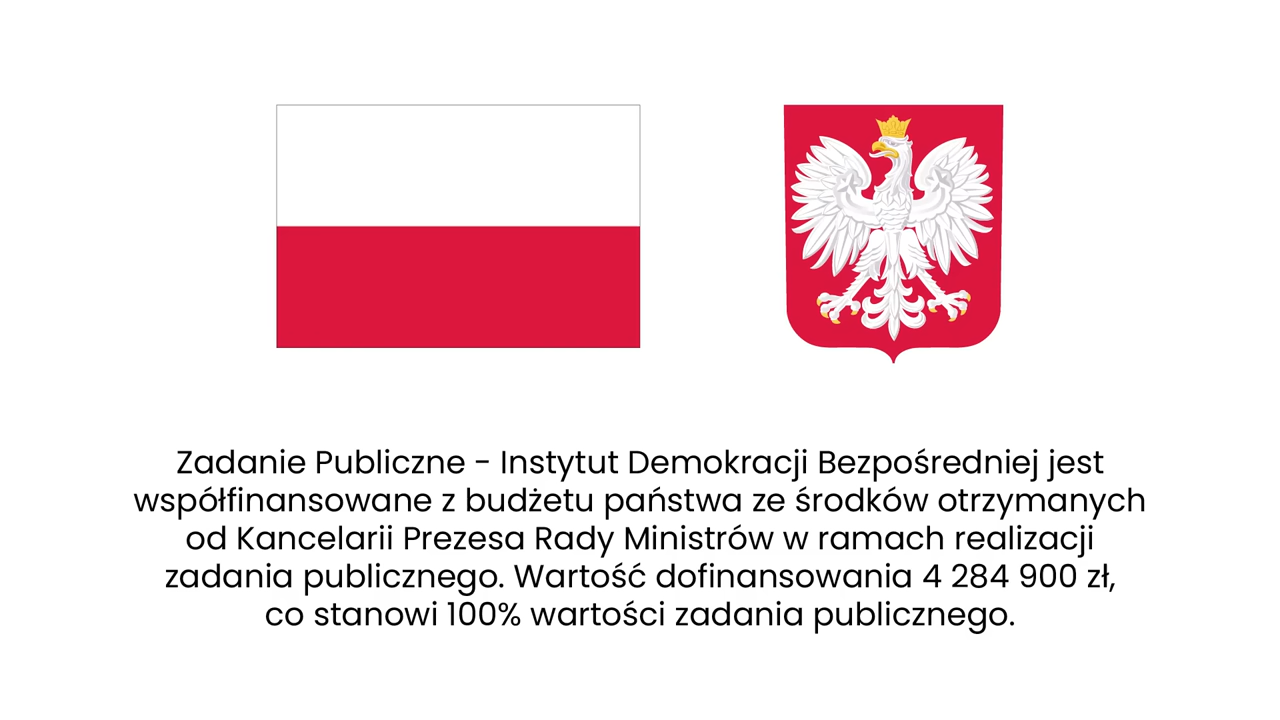 Zadanie Publiczne - Instytut Demokracji Bezpośredniej jest
współfinansowane z budżetu państwa ze środków otrzymanych
od Kancelarii Prezesa Rady Ministrów w ramach realizacji
zadania publicznego. Wartość dofinansowania 4 284 900 zł,
co stanowi 100% wartości zadania publicznego.